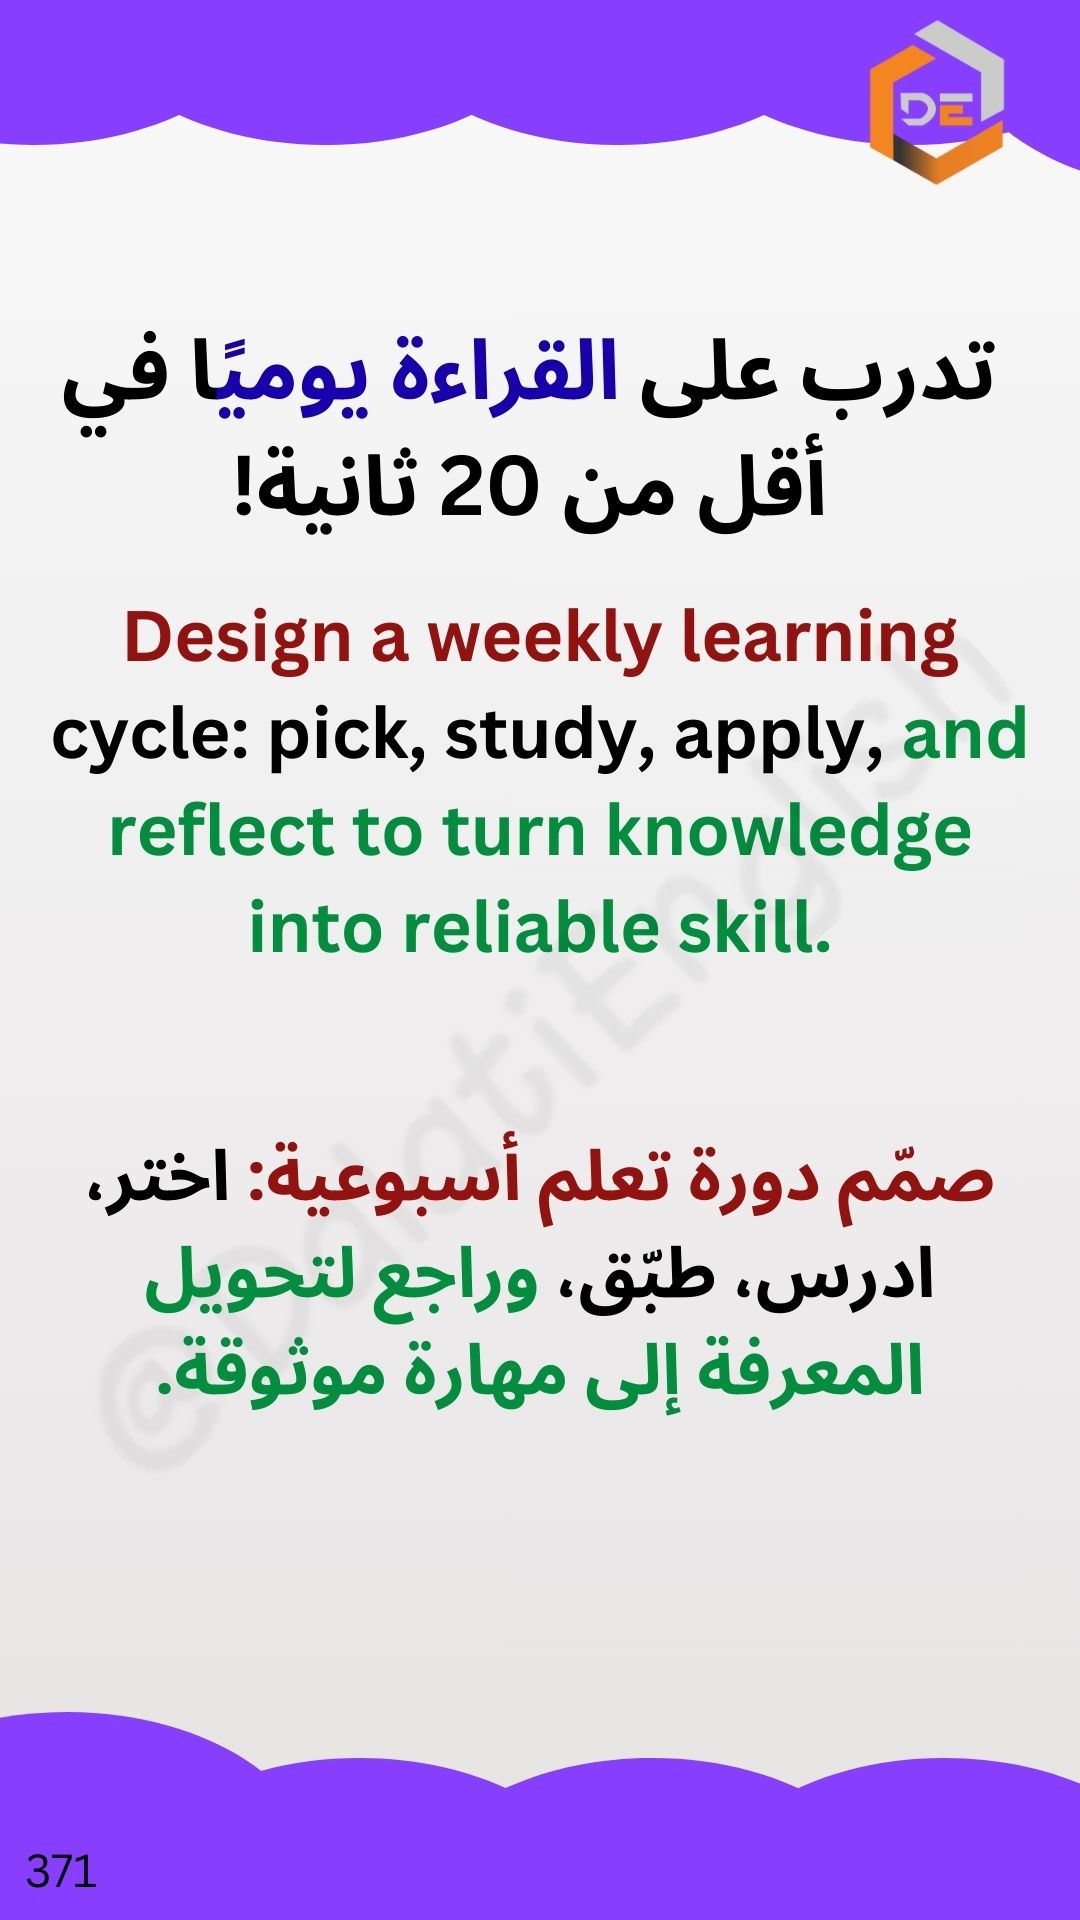 DE
تدرب على القراءة يوميًا في
أقل من 20 ثانية!
Design a weekly learning
cycle: pick, study, apply, and
reflect to turn knowledge
into reliable skill.
@DalatiEnglish
صمّم دورة تعلم أسبوعية: اختر،
ادرس، طبّق، وراجع لتحويل
المعرفة إلى مهارة موثوقة.
371